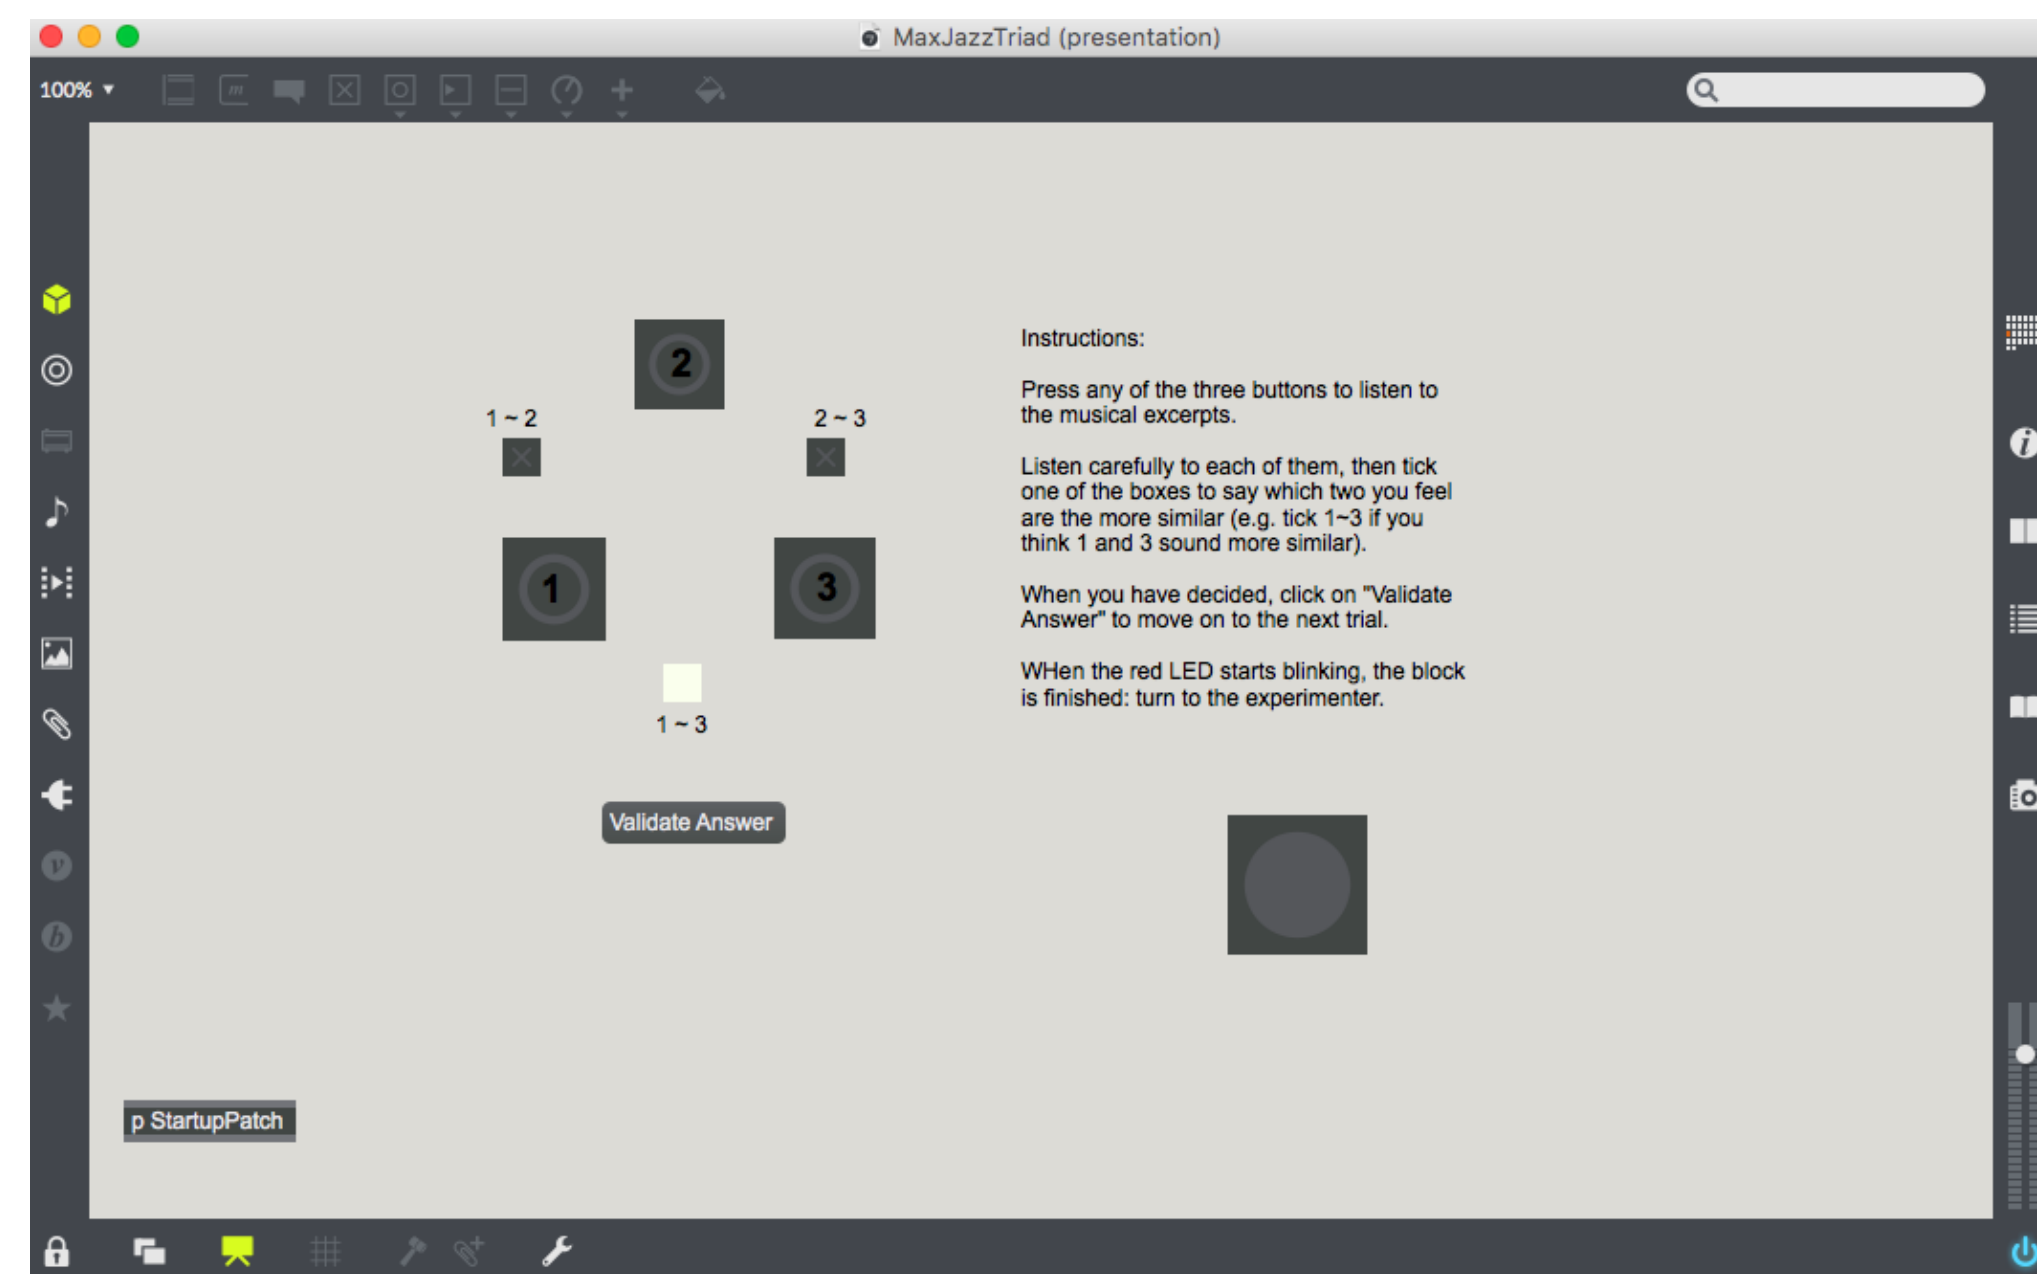 MaxJazzTriad (presentation)
100%
2
1 ~ 2
2 ~ 3
1
3
1 ~ 3
Validate Answer
Instructions:
Press any of the three buttons to listen to
the musical excerpts.
Listen carefully to each of them, then tick
one of the boxes to say which two you feel
are the more similar (e.g. tick 1~3 if you
think 1 and 3 sound more similar).
When you have decided, click on "Validate
Answer" to move on to the next trial.
WHen the red LED starts blinking, the block
is finished: turn to the experimenter.
p StartupPatch